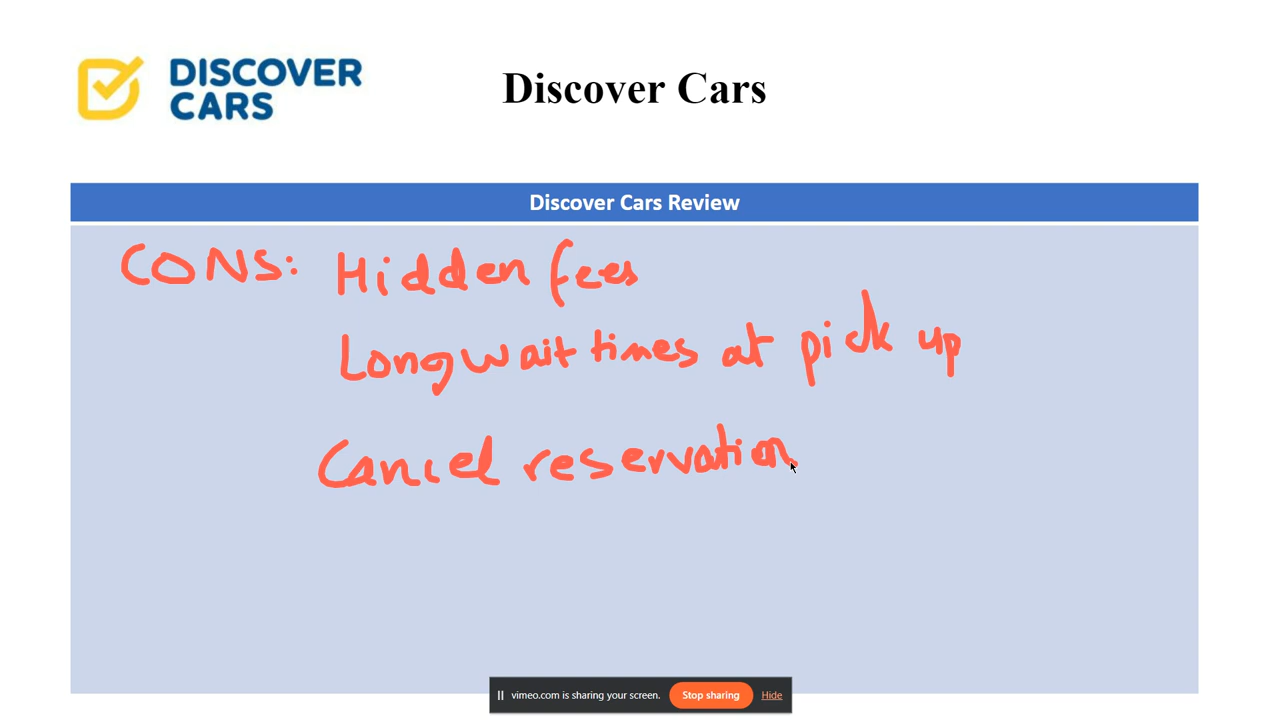 DISCOVER
CARS
Discover Cars
Discover Cars Review
CONS: Hidden fees
Long wait times at pick up
Cancel reservation
vimeo.com is sharing your screen. Stop sharing Hide